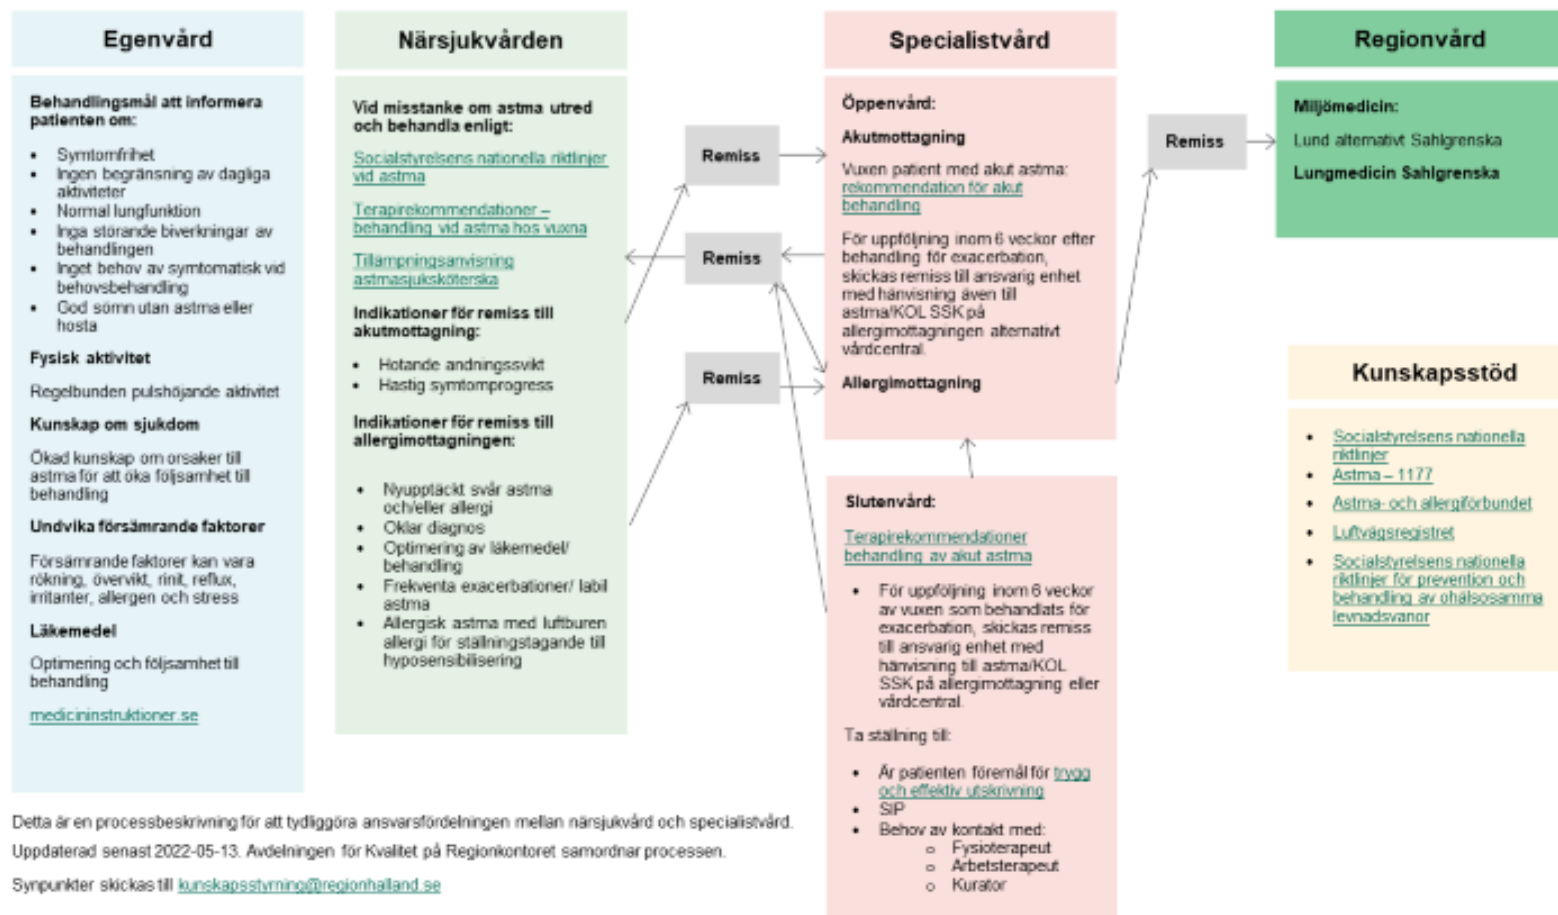 Egenvård
Behandlingsmål att informera
patienten om:
• Symtomfrihet
• Ingen begränsning av dagliga
aktiviteter
• Normal lungfunktion
• Inga störande biverkningar av
behandlingen
• Inget behov av symtomatisk vid
behovsbehandling
• God sömn utan astma eller
hosta
Fysisk aktivitet
Regelbunden pulshöjande aktivitet
Kunskap om sjukdom
Ökad kunskap om orsaker till
astma för att öka följsamhet till
behandling
Undvika försämrande faktorer
Försämrande faktorer kan vara
rökning, övervikt, rinit, reflux,
irritanter, allergen och stress
Läkemedel
Optimering och följsamhet till
behandling
medicininstruktioner.se
Närsjukvården
Vid misstanke om astma utred
och behandla enligt:
Socialstyrelsens nationella riktlinjer
vid astma
Terapirekommendationer –
behandling vid astma hos vuxna
Tillämpningsanvisning
astmasjuksköterska
Indikationer för remiss till
akutmottagning:
• Hotande andningssvikt
• Hastig symtomprogress
Indikationer för remiss till
allergimottagningen:
• Nyupptäckt svår astma
och/eller allergi
• Oklar diagnos
• Optimering av läkemedel/
behandling
• Frekventa exacerbationer/ labil
astma
• Allergisk astma med luftburen
allergi för ställningstagande till
hyposensibilisering
Remiss
Remiss
Remiss
Specialistvård
Öppenvård:
Akutmottagning
Vuxen patient med akut astma:
rekommendation för akut
behandling
För uppföljning inom 6 veckor efter
behandling för exacerbation,
skickas remiss till ansvarig enhet
med hänvisning även till
astma/KOL SSK på
allergimottagningen alternativt
vårdcentral.
Allergimottagning
Slutenvård:
Terapirekommendationer
behandling av akut astma
• För uppföljning inom 6 veckor
av vuxen som behandlats för
exacerbation, skickas remiss
till ansvarig enhet med
hänvisning till astma/KOL
SSK på allergimottagning eller
vårdcentral.
Ta ställning till:
• Är patienten föremål för trygg
och effektiv utskrivning
• SIP
• Behov av kontakt med:
o Fysioterapeut
o Arbetsterapeut
o Kurator
Remiss
Regionvård
Miljömedicin:
Lund alternativt Sahlgrenska
Lungmedicin Sahlgrenska
Kunskapsstöd
• Socialstyrelsens nationella
riktlinjer
• Astma – 1177
• Astma- och allergiförbundet
• Luftvägsregistret
• Socialstyrelsens nationella
riktlinjer för prevention och
behandling av ohälsosamma
levnadsvanor
Detta är en processbeskrivning för att tydliggöra ansvarsfördelningen mellan närsjukvård och specialistvård.
Uppdaterad senast 2022-05-13. Avdelningen för Kvalitet på Regionkontoret samordnar processen.
Synpunkter skickas till kunskapsstyrning@regionhalland.se